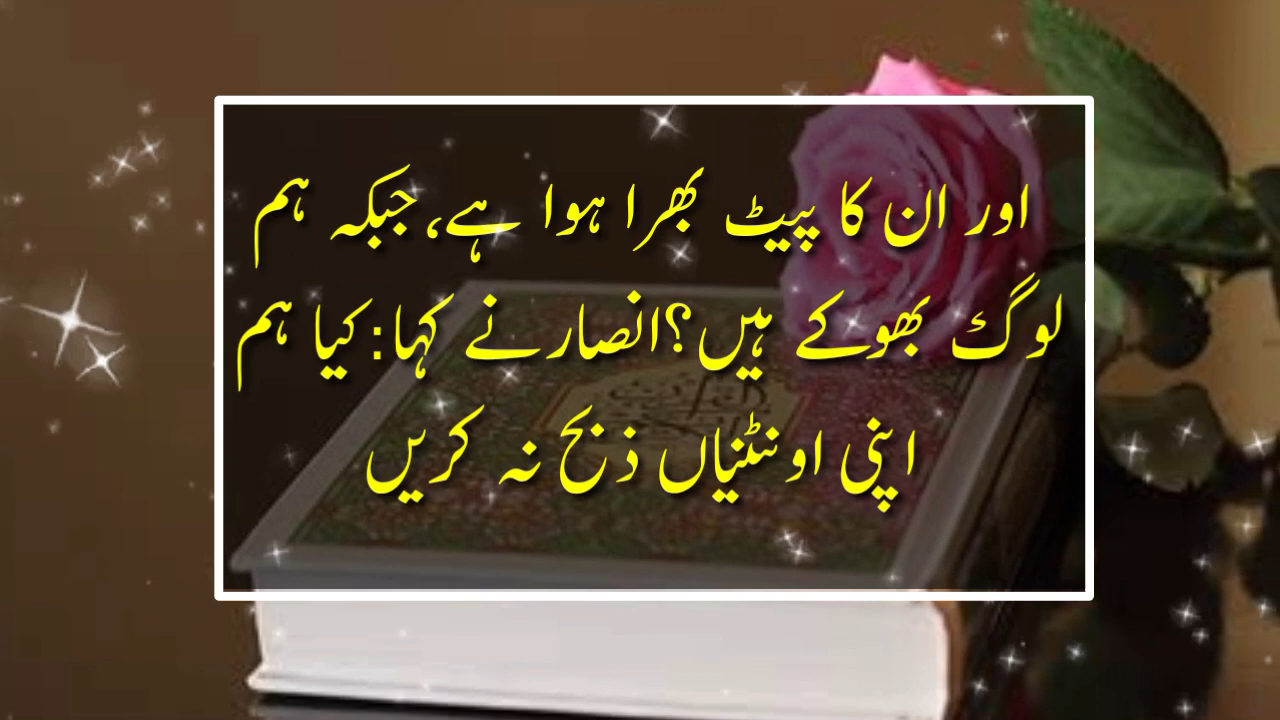 اور ان کا پیٹ بھرا ہوا ہے، جبکہ ہم
لوگ بھوکے ہیں؟ انصار نے کہا: کیا ہم
اپنی اونٹنیاں ذبح نہ کریں